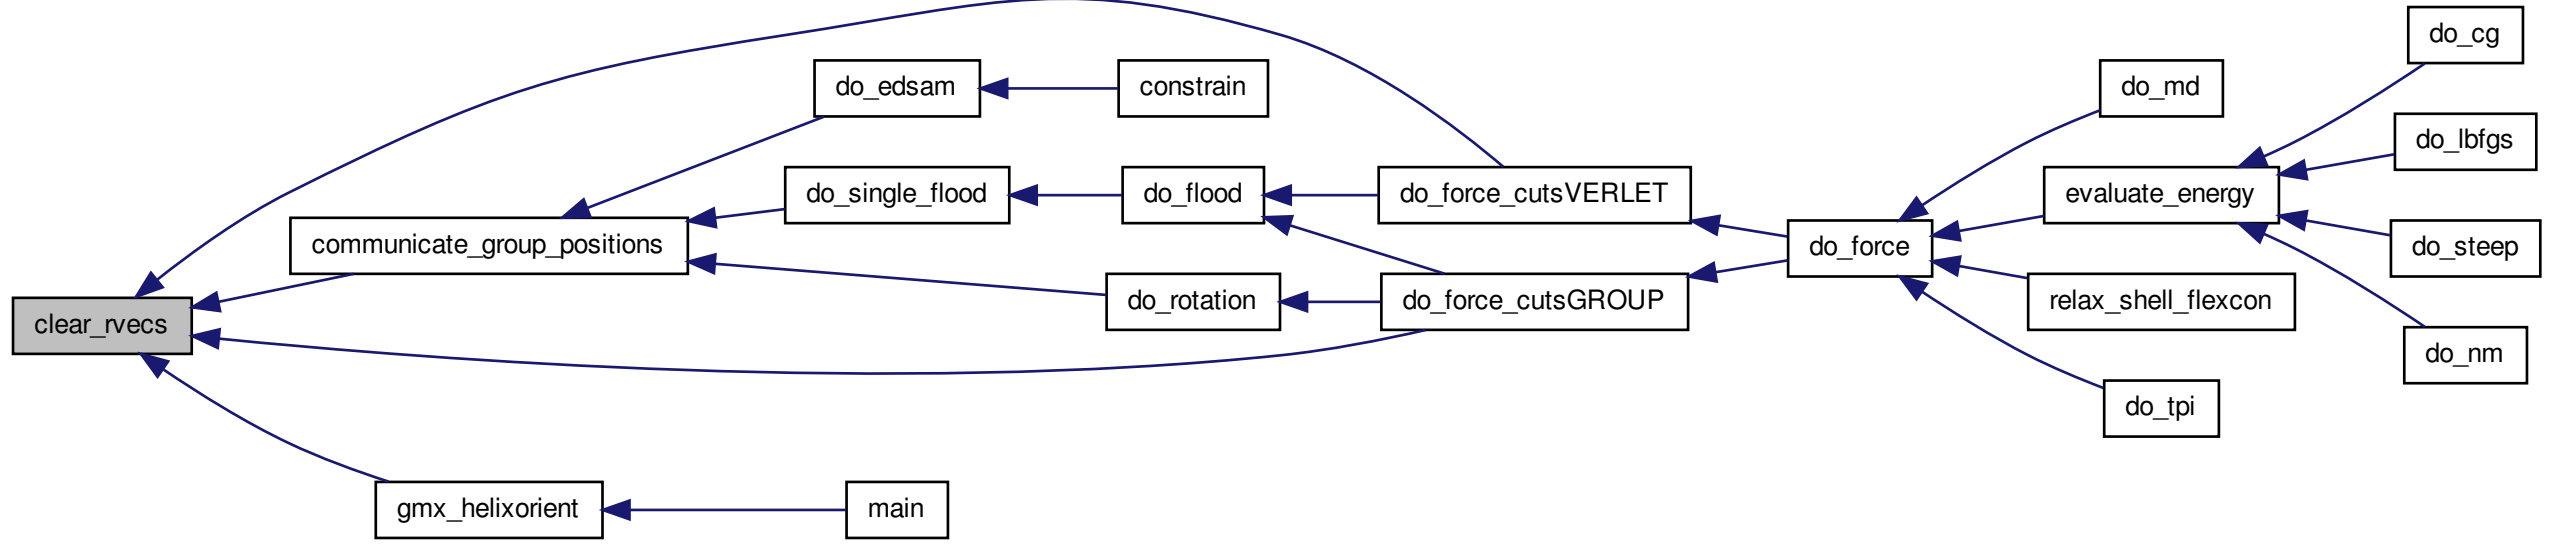 do_cg
do_edsam
constrain
do_md
do_lbfgs
do_single_flood
do_flood
do_force_cutsVERLET
evaluate_energy
communicate_group_positions
do_force
do_steep
clear_rvecs
do_rotation
do_force_cutsGROUP
relax_shell_flexcon
do_nm
do_tpi
gmx_helixorient
main